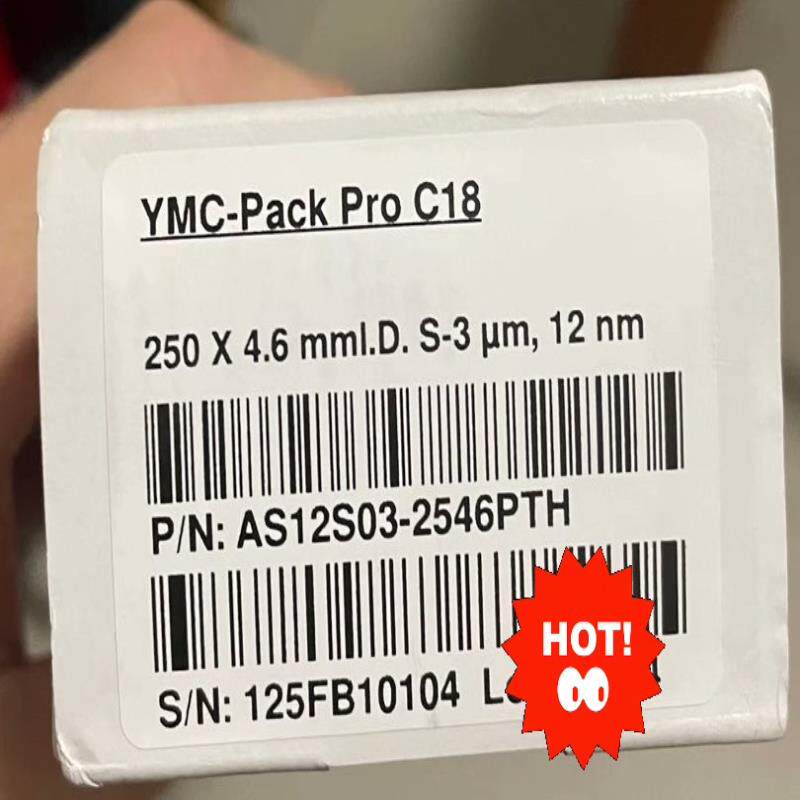 YMC-Pack Pro C18
250 X 4.6 mmI.D. S-3 µm, 12 nm
P/N: AS12S03-2546PTH
S/N: 125FB10104
HOT!